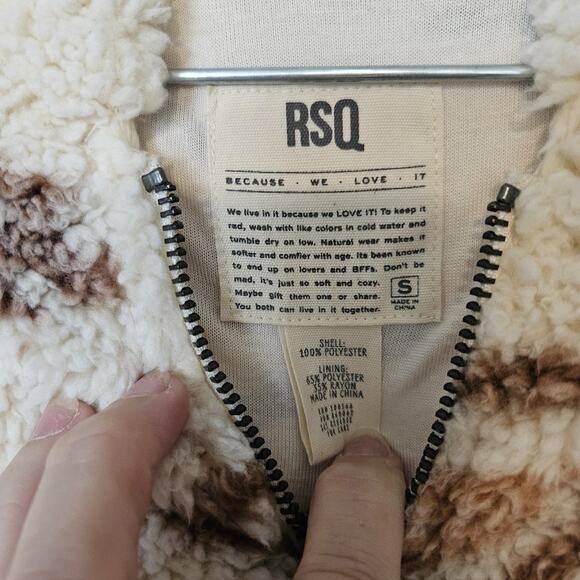 RSQ
BECAUSE · WE · LOVE · IT
We live in it because we LOVE IT! To keep it
rad, wash with like colors in cold water and
tumble dry on low. Natural wear makes it
softer and comfier with age. Its been known
to end up on lovers and BFFs. Don't be
mad, it's just so soft and cozy.
Maybe gift them one or share.
You both can live in it together.
S
MADE IN
CHINA
SHELL:
100% POLYESTER
LINING:
65% POLYESTER
35% RAYON
MADE IN CHINA